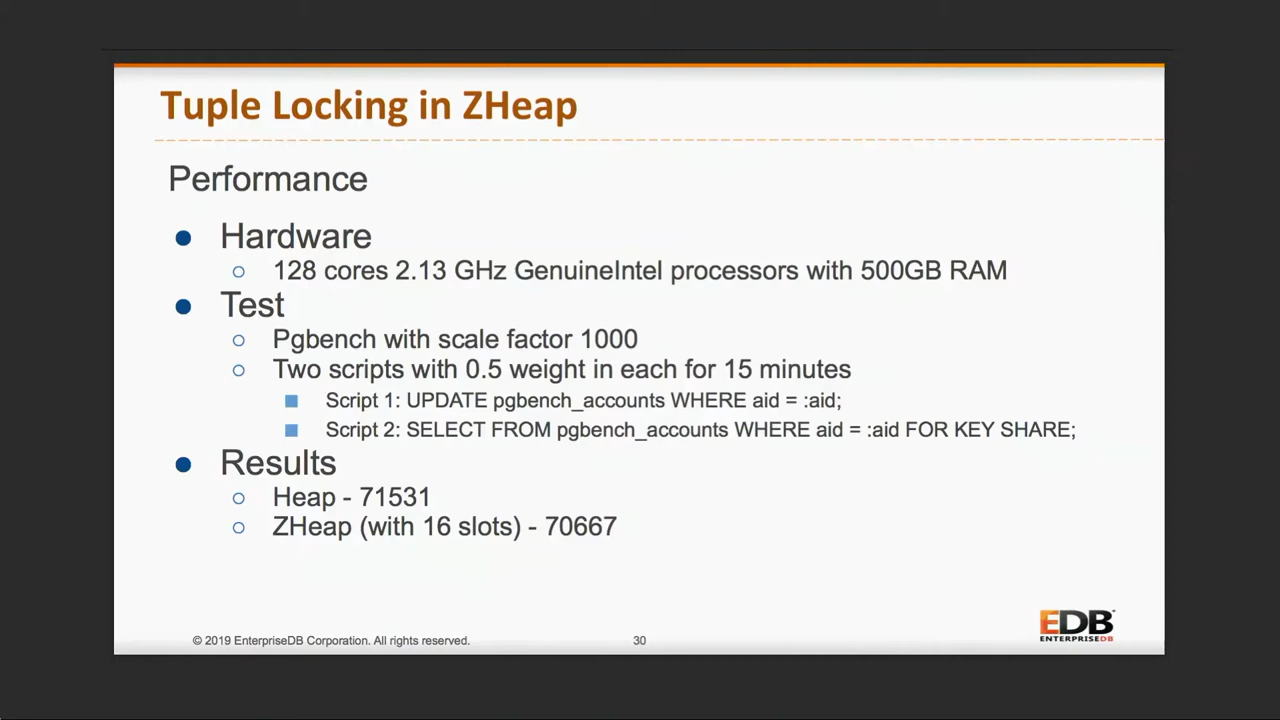 Tuple Locking in ZHeap
Performance
● Hardware
○ 128 cores 2.13 GHz GenuineIntel processors with 500GB RAM
● Test
○ Pgbench with scale factor 1000
○ Two scripts with 0.5 weight in each for 15 minutes
■ Script 1: UPDATE pgbench_accounts WHERE aid = :aid;
■ Script 2: SELECT FROM pgbench_accounts WHERE aid = :aid FOR KEY SHARE;
● Results
○ Heap - 71531
○ ZHeap (with 16 slots) - 70667
© 2019 EnterpriseDB Corporation. All rights reserved.
30
EDB
ENTERPRISEDB